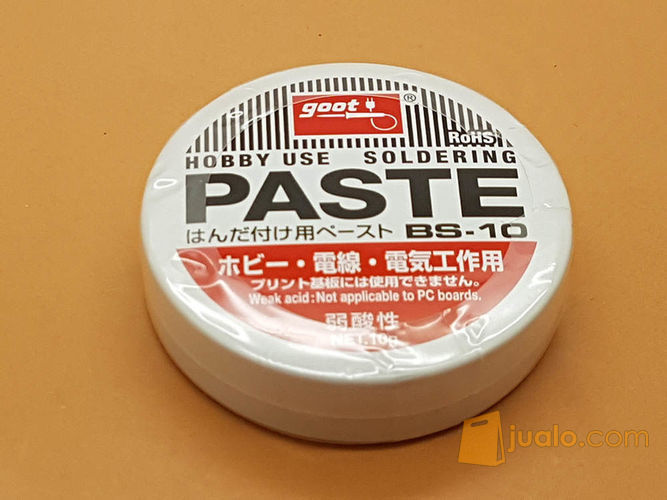 goot®
RoHS
HOBBY USE SOLDERING
PASTE
はんだ付け用ペースト BS-10
ホビー・電線・電気工作用
プリント基板には使用できません。
Weak acid : Not applicable to PC boards.
弱酸性
NET.10g
jualo.com